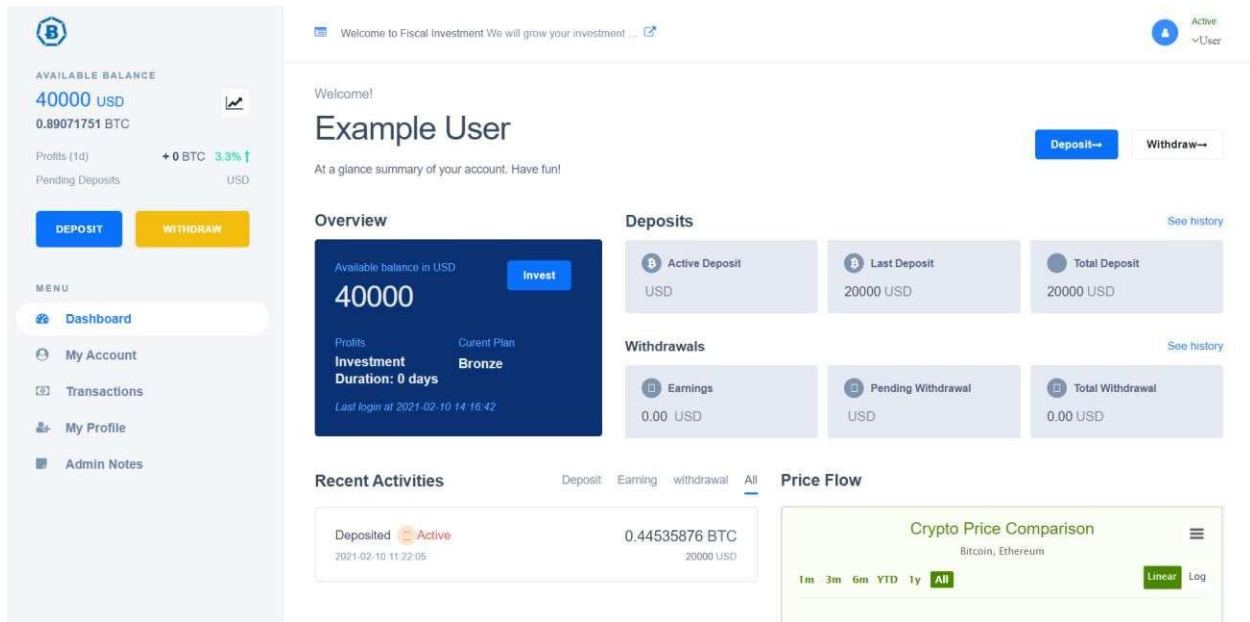 AVAILABLE BALANCE
40000 USD
0.89071751 BTC
Profits (1d) + 0 BTC 3.3%
Pending Deposits USD
DEPOSIT WITHDRAW
MENU
Dashboard
My Account
Transactions
My Profile
Admin Notes
Welcome to Fiscal Investment We will grow your investment ...
Active
User
Welcome!
Example User
At a glance summary of your account. Have fun!
Deposit→ Withdraw→
Overview
Available balance in USD
40000
Invest
Profits Curent Plan
Investment Bronze
Duration: 0 days
Last login at 2021-02-10 14:16:42
Deposits See history
Active Deposit
USD
Last Deposit
20000 USD
Total Deposit
20000 USD
Withdrawals See history
Earnings
0.00 USD
Pending Withdrawal
USD
Total Withdrawal
0.00 USD
Recent Activities Deposit Earning withdrawal All
Deposited Active 0.44535876 BTC
2021-02-10 11:22:05 20000 USD
Price Flow
Crypto Price Comparison
Bitcoin, Ethereum
1m 3m 6m YTD 1y All Linear Log